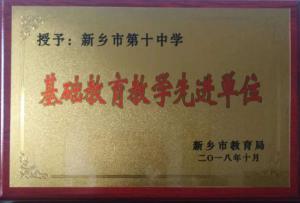 授予：新乡市第十中学
基础教育教学先进单位
新乡市教育局
二〇一八年十月